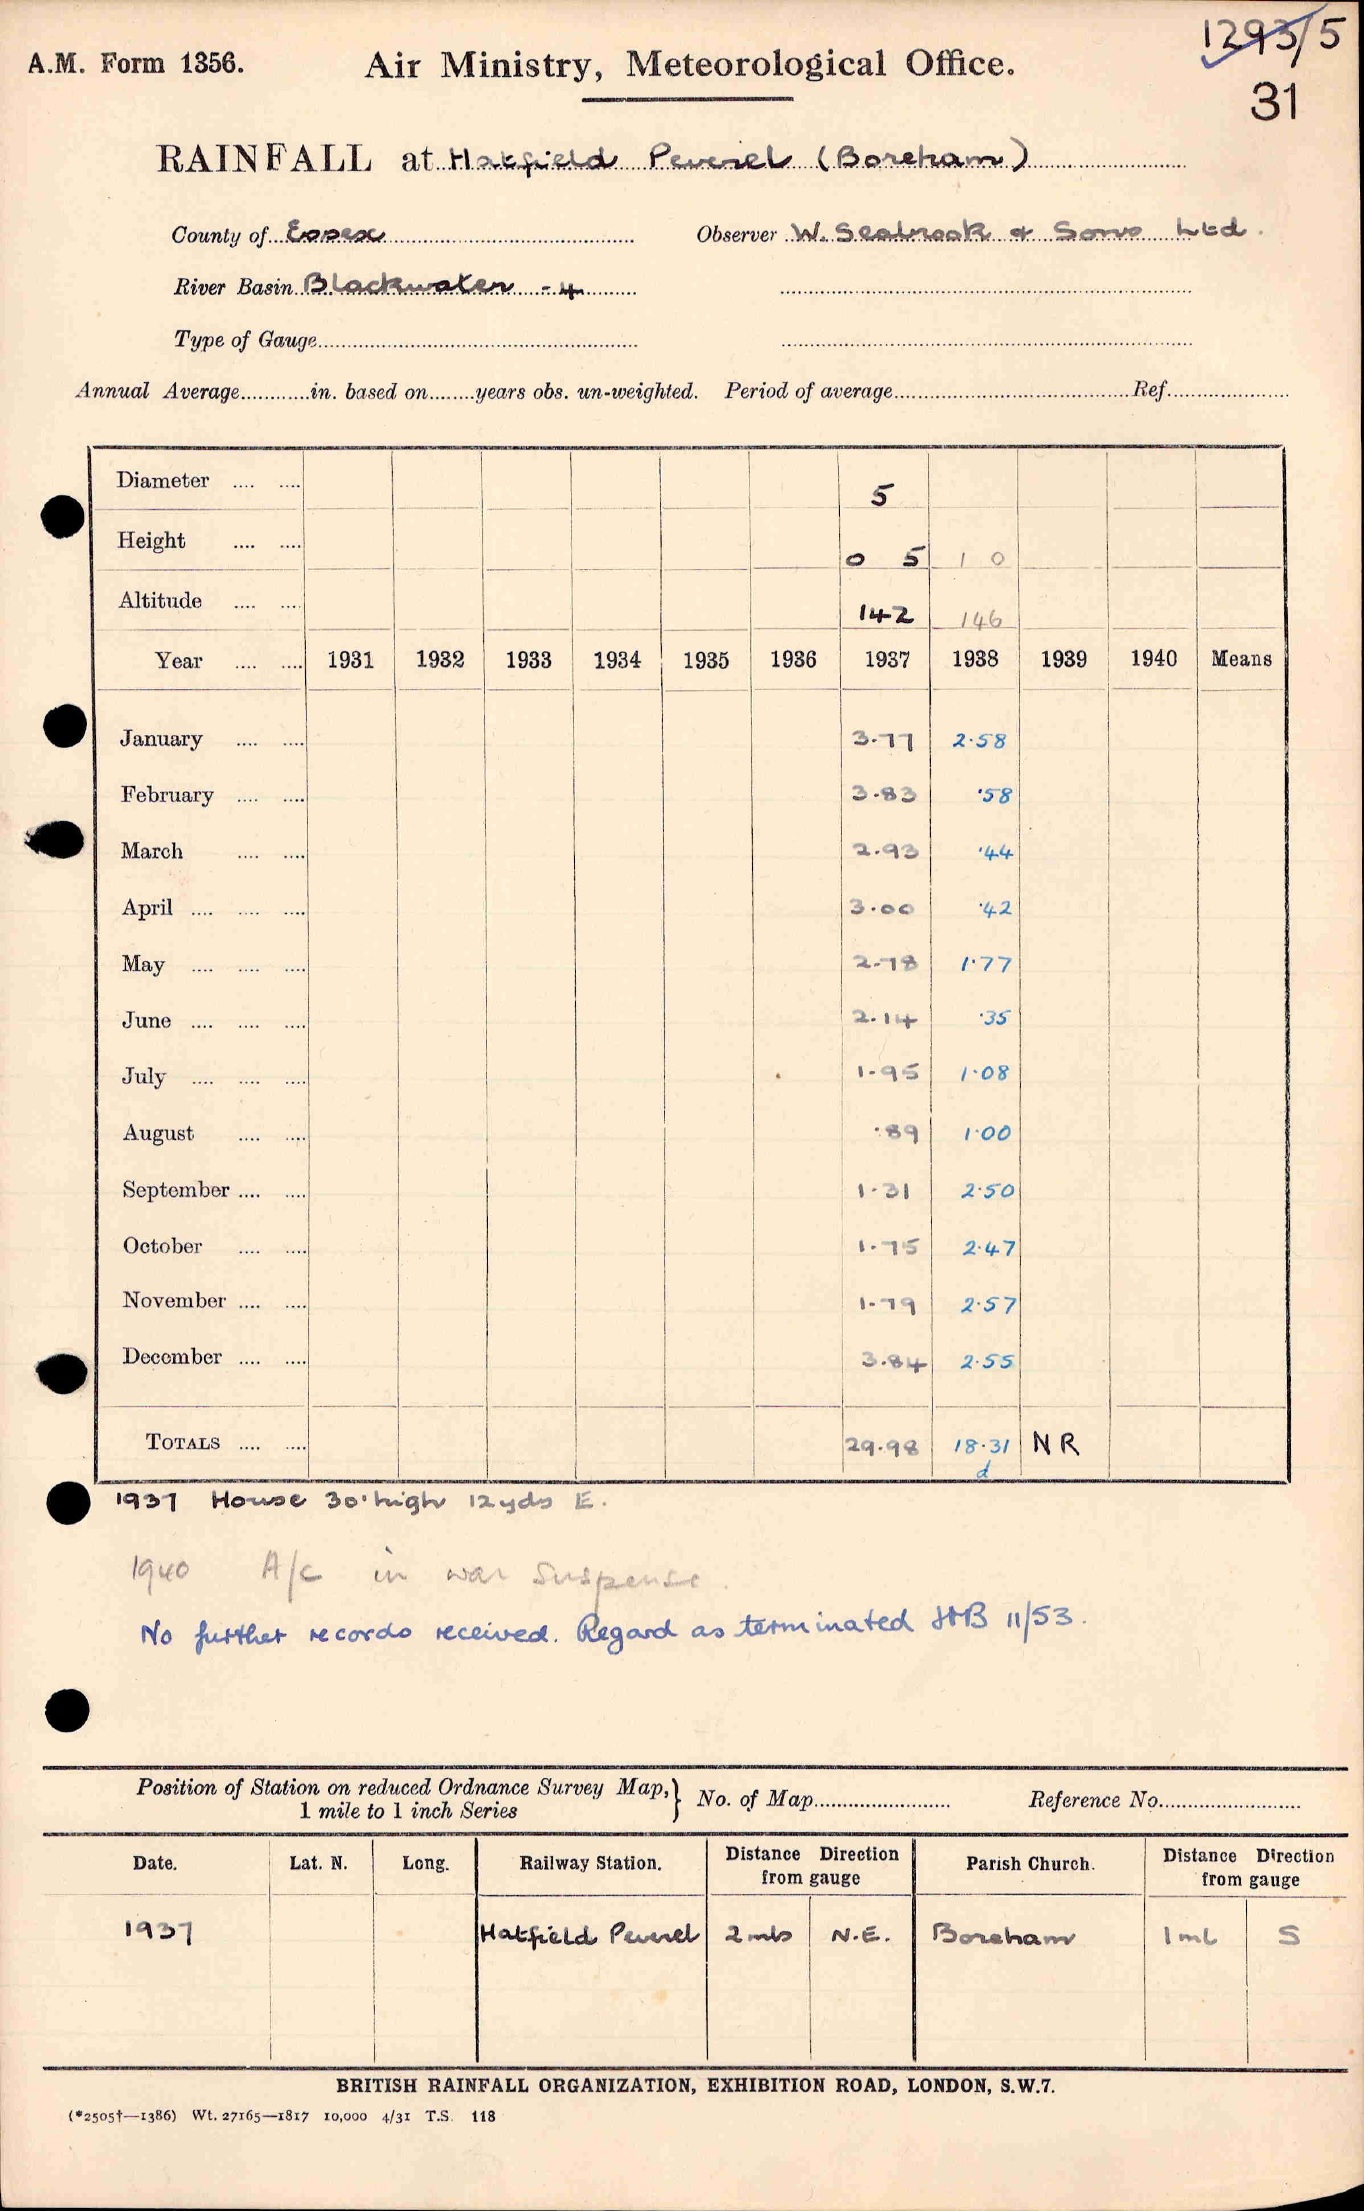 1293/5
A.M. Form 1356. Air Ministry, Meteorological Office.
31
RAINFALL at Hatfield Peverel (Boreham)
County of Essex Observer W. Seabrook & Sons Ltd.
River Basin Blackwater - 4
Type of Gauge
Annual Average............in. based on........years obs. un-weighted. Period of average............Ref............
Diameter .... .... 5
Height .... .... 0 5 1 0
Altitude .... .... 142 146
Year .... .... 1931 1932 1933 1934 1935 1936 1937 1938 1939 1940 Means
January .... .... 3.77 2.58
February .... .... 3.83 .58
March .... .... 2.93 .44
April .... .... .... 3.00 .42
May .... .... .... 2.78 1.77
June .... .... .... 2.14 .35
July .... .... .... 1.95 1.08
August .... .... .89 1.00
September .... .... 1.31 2.50
October .... .... 1.75 2.47
November .... .... 1.79 2.57
December .... .... 3.84 2.55
TOTALS .... .... 29.98 18.31 NR
d
1937 House 30' high 12 yds E.
1940 A/c in war suspense.
No further records received. Regard as terminated HB 11/53.
Position of Station on reduced Ordnance Survey Map,} No. of Map............ Reference No............
1 mile to 1 inch Series
Date. Lat. N. Long. Railway Station. Distance Direction from gauge Parish Church. Distance Direction from gauge
1937 Hatfield Peverel 2 mls N.E. Boreham 1 ml S
BRITISH RAINFALL ORGANIZATION, EXHIBITION ROAD, LONDON, S.W.7.
(*2505†—1386) Wt. 27165—1817 10,000 4/31 T.S. 118